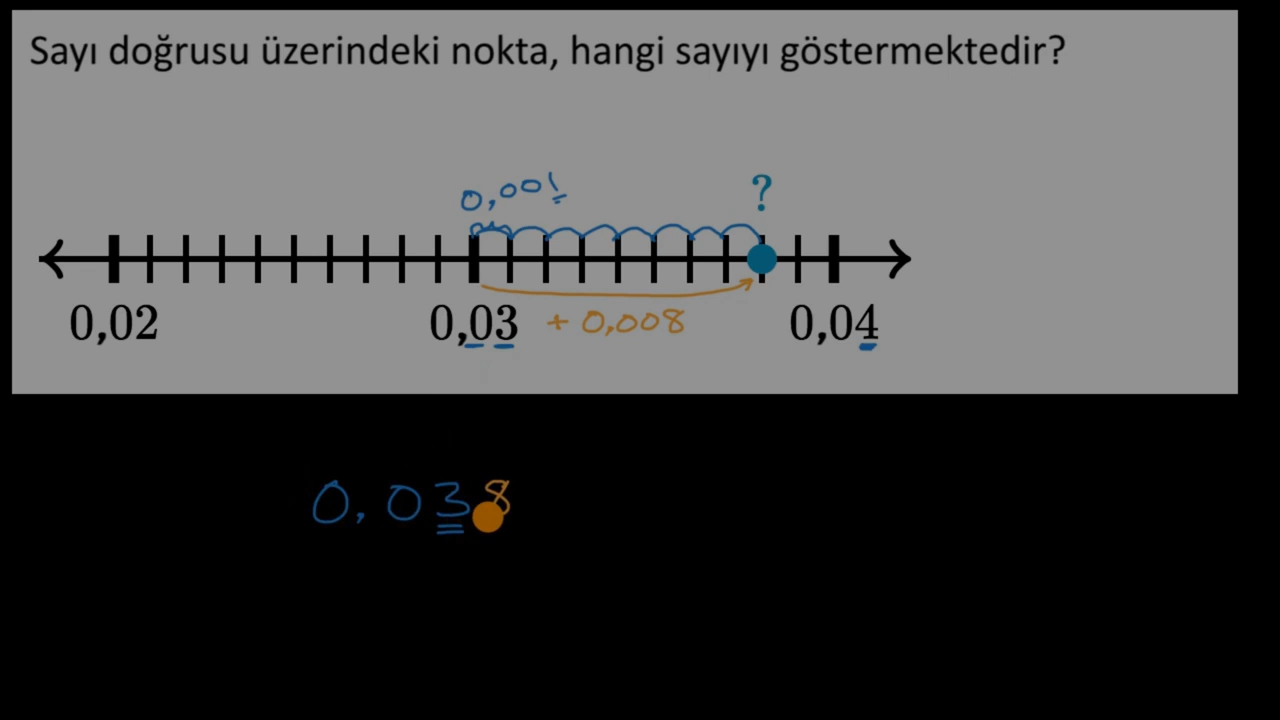 Sayı doğrusu üzerindeki nokta, hangi sayıyı göstermektedir?
0,001 ?
0,02 0,03 + 0,008 0,04
0,038